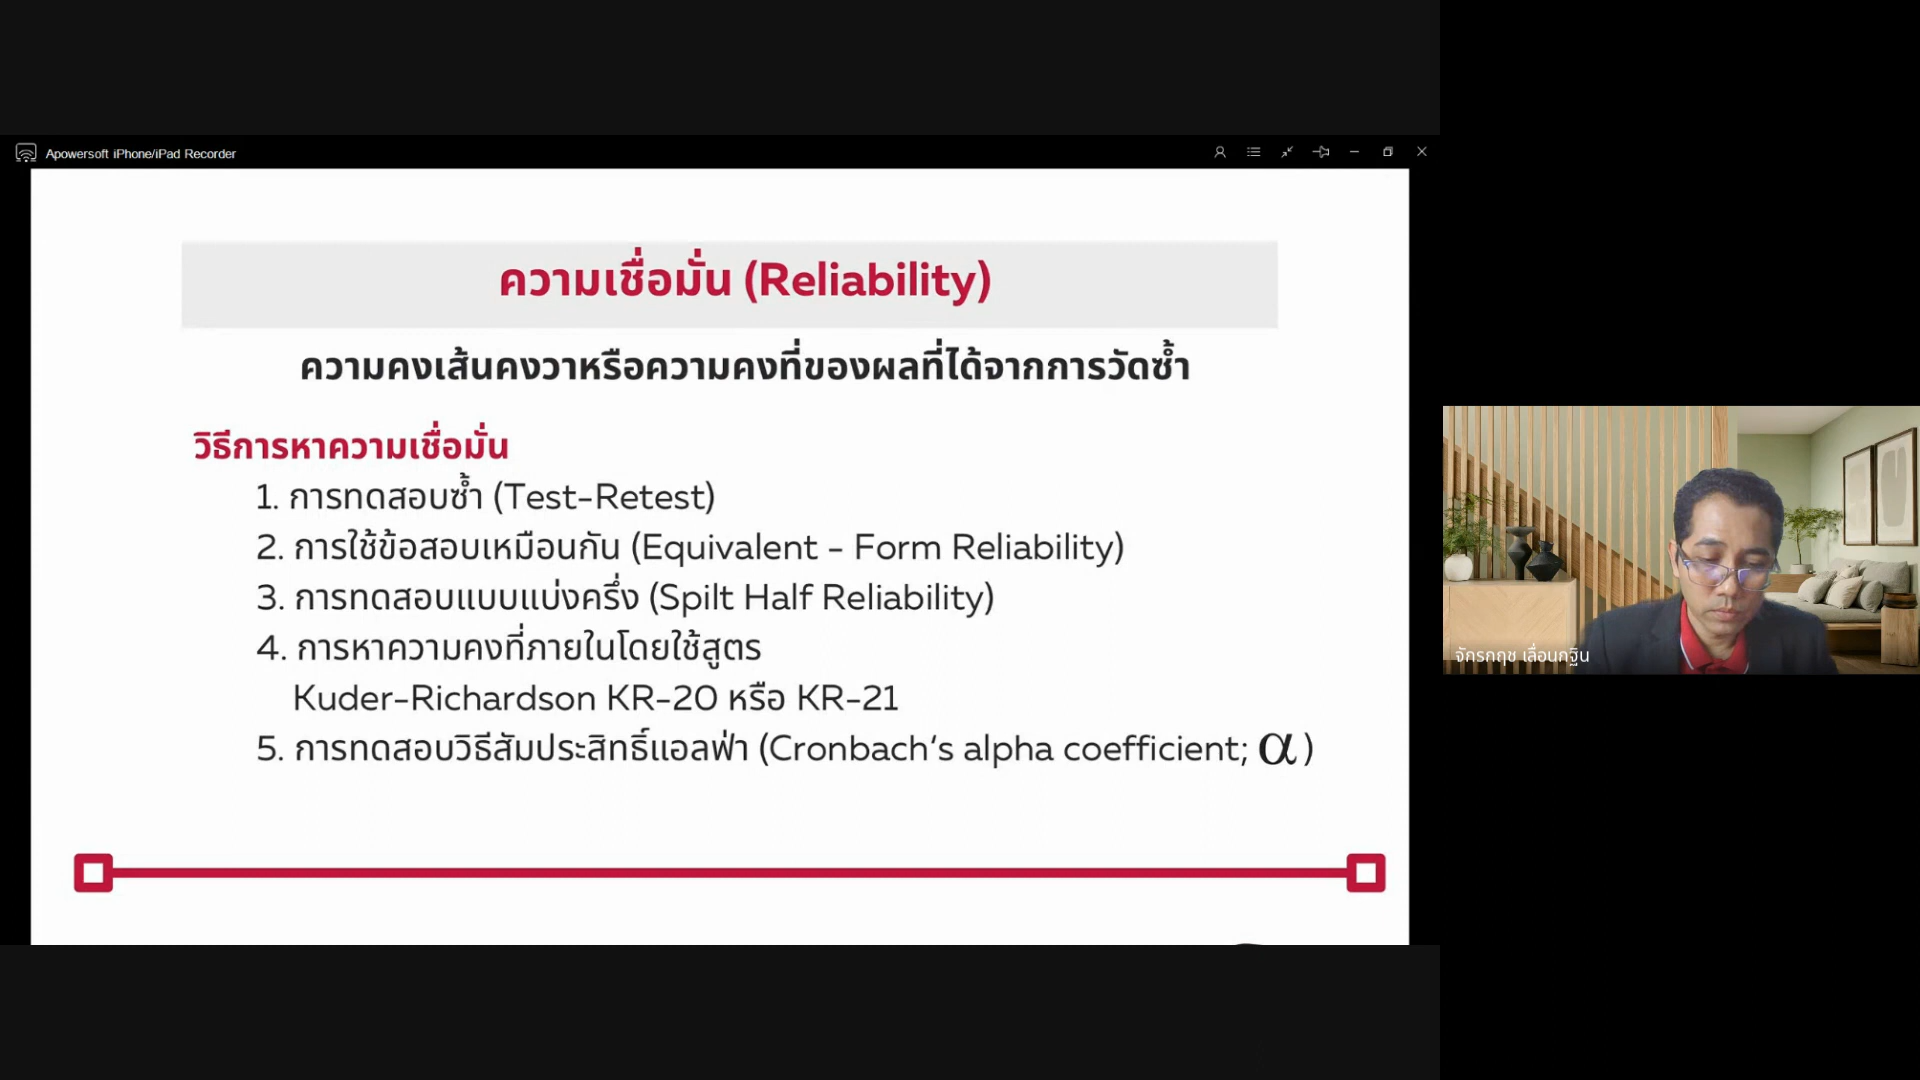 Apowersoft iPhone/iPad Recorder
ความเชื่อมั่น (Reliability)
ความคงเส้นคงวาหรือความคงที่ของผลที่ได้จากการวัดซ้ำ
วิธีการหาความเชื่อมั่น
1. การทดสอบซ้ำ (Test-Retest)
2. การใช้ข้อสอบเหมือนกัน (Equivalent - Form Reliability)
3. การทดสอบแบบแบ่งครึ่ง (Spilt Half Reliability)
4. การหาความคงที่ภายในโดยใช้สูตร
Kuder-Richardson KR-20 หรือ KR-21
5. การทดสอบวิธีสัมประสิทธิ์แอลฟ่า (Cronbach’s alpha coefficient; α)
จักรกฤช เลื่อนกฐิน